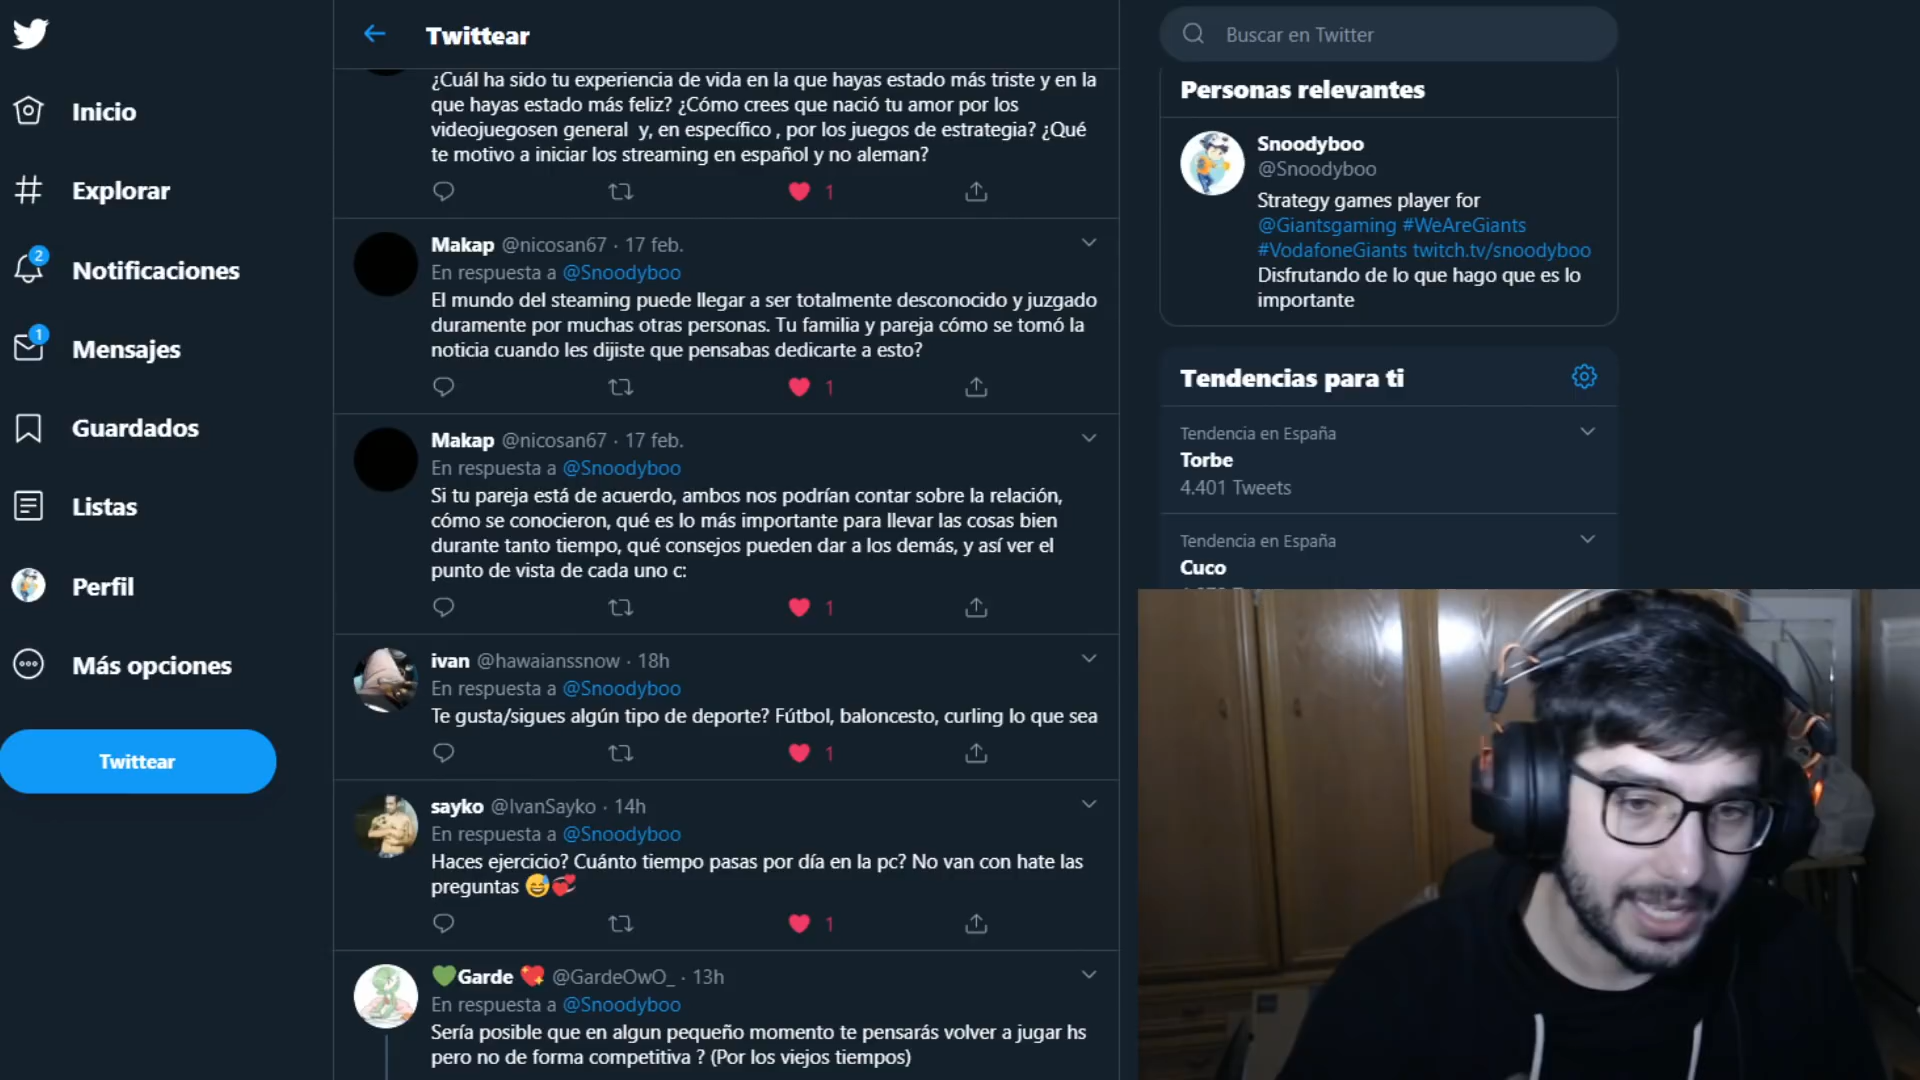 Inicio
Explorar
2
Notificaciones
1
Mensajes
Guardados
Listas
Perfil
Más opciones
Twittear
Twittear
¿Cuál ha sido tu experiencia de vida en la que hayas estado más triste y en la
que hayas estado más feliz? ¿Cómo crees que nació tu amor por los
videojuegosen general  y, en específico , por los juegos de estrategia? ¿Qué
te motivo a iniciar los streaming en español y no aleman?
1
Makap @nicosan67 · 17 feb.
En respuesta a @Snoodyboo
El mundo del steaming puede llegar a ser totalmente desconocido y juzgado
duramente por muchas otras personas. Tu familia y pareja cómo se tomó la
noticia cuando les dijiste que pensabas dedicarte a esto?
1
Makap @nicosan67 · 17 feb.
En respuesta a @Snoodyboo
Si tu pareja está de acuerdo, ambos nos podrían contar sobre la relación,
cómo se conocieron, qué es lo más importante para llevar las cosas bien
durante tanto tiempo, qué consejos pueden dar a los demás, y así ver el
punto de vista de cada uno c:
1
ivan @hawaianssnow · 18h
En respuesta a @Snoodyboo
Te gusta/sigues algún tipo de deporte? Fútbol, baloncesto, curling lo que sea
1
sayko @IvanSayko · 14h
En respuesta a @Snoodyboo
Haces ejercicio? Cuánto tiempo pasas por día en la pc? No van con hate las
preguntas 😅💞
1
💚Garde 💖 @GardeOwO_ · 13h
En respuesta a @Snoodyboo
Sería posible que en algun pequeño momento te pensarás volver a jugar hs
pero no de forma competitiva ? (Por los viejos tiempos)
Buscar en Twitter
Personas relevantes
Snoodyboo
@Snoodyboo
Strategy games player for
@Giantsgaming #WeAreGiants
#VodafoneGiants twitch.tv/snoodyboo
Disfrutando de lo que hago que es lo
importante
Tendencias para ti
Tendencia en España
Torbe
4.401 Tweets
Tendencia en España
Cuco